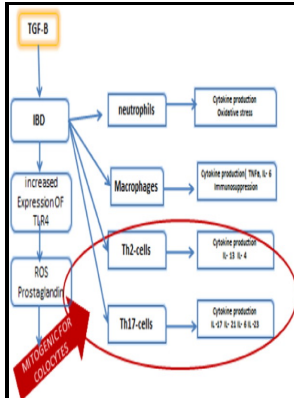 TGF-B
IBD
increased
Expression OF
TLR4
ROS
Prostaglandin
MITOGENIC FOR
COLOCYTES
neutrophils
Cytokine production
Oxidative stress
Macrophages
Cytokine production| TNFα, IL- 6
Immunosuppression
Th2-cells
Cytokine production
IL- 13 IL- 4
Th17-cells
Cytokine production
IL -17 IL- 21 IL- 6 IL-23